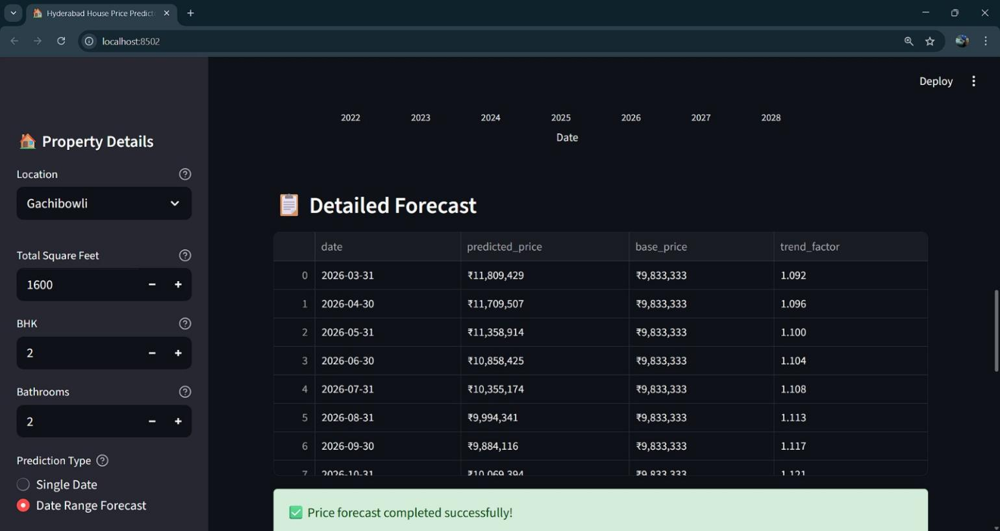 Hyderabad House Price Predict
localhost:8502
Deploy
2022 2023 2024 2025 2026 2027 2028
Date
Property Details
Location
Gachibowli
Total Square Feet
1600
BHK
2
Bathrooms
2
Prediction Type
Single Date
Date Range Forecast
Detailed Forecast
date predicted_price base_price trend_factor
0 2026-03-31 ₹11,809,429 ₹9,833,333 1.092
1 2026-04-30 ₹11,709,507 ₹9,833,333 1.096
2 2026-05-31 ₹11,358,914 ₹9,833,333 1.100
3 2026-06-30 ₹10,858,425 ₹9,833,333 1.104
4 2026-07-31 ₹10,355,174 ₹9,833,333 1.108
5 2026-08-31 ₹9,994,341 ₹9,833,333 1.113
6 2026-09-30 ₹9,884,116 ₹9,833,333 1.117
7 2026-10-31 ₹10,069,394 ₹9,833,333 1.121
Price forecast completed successfully!